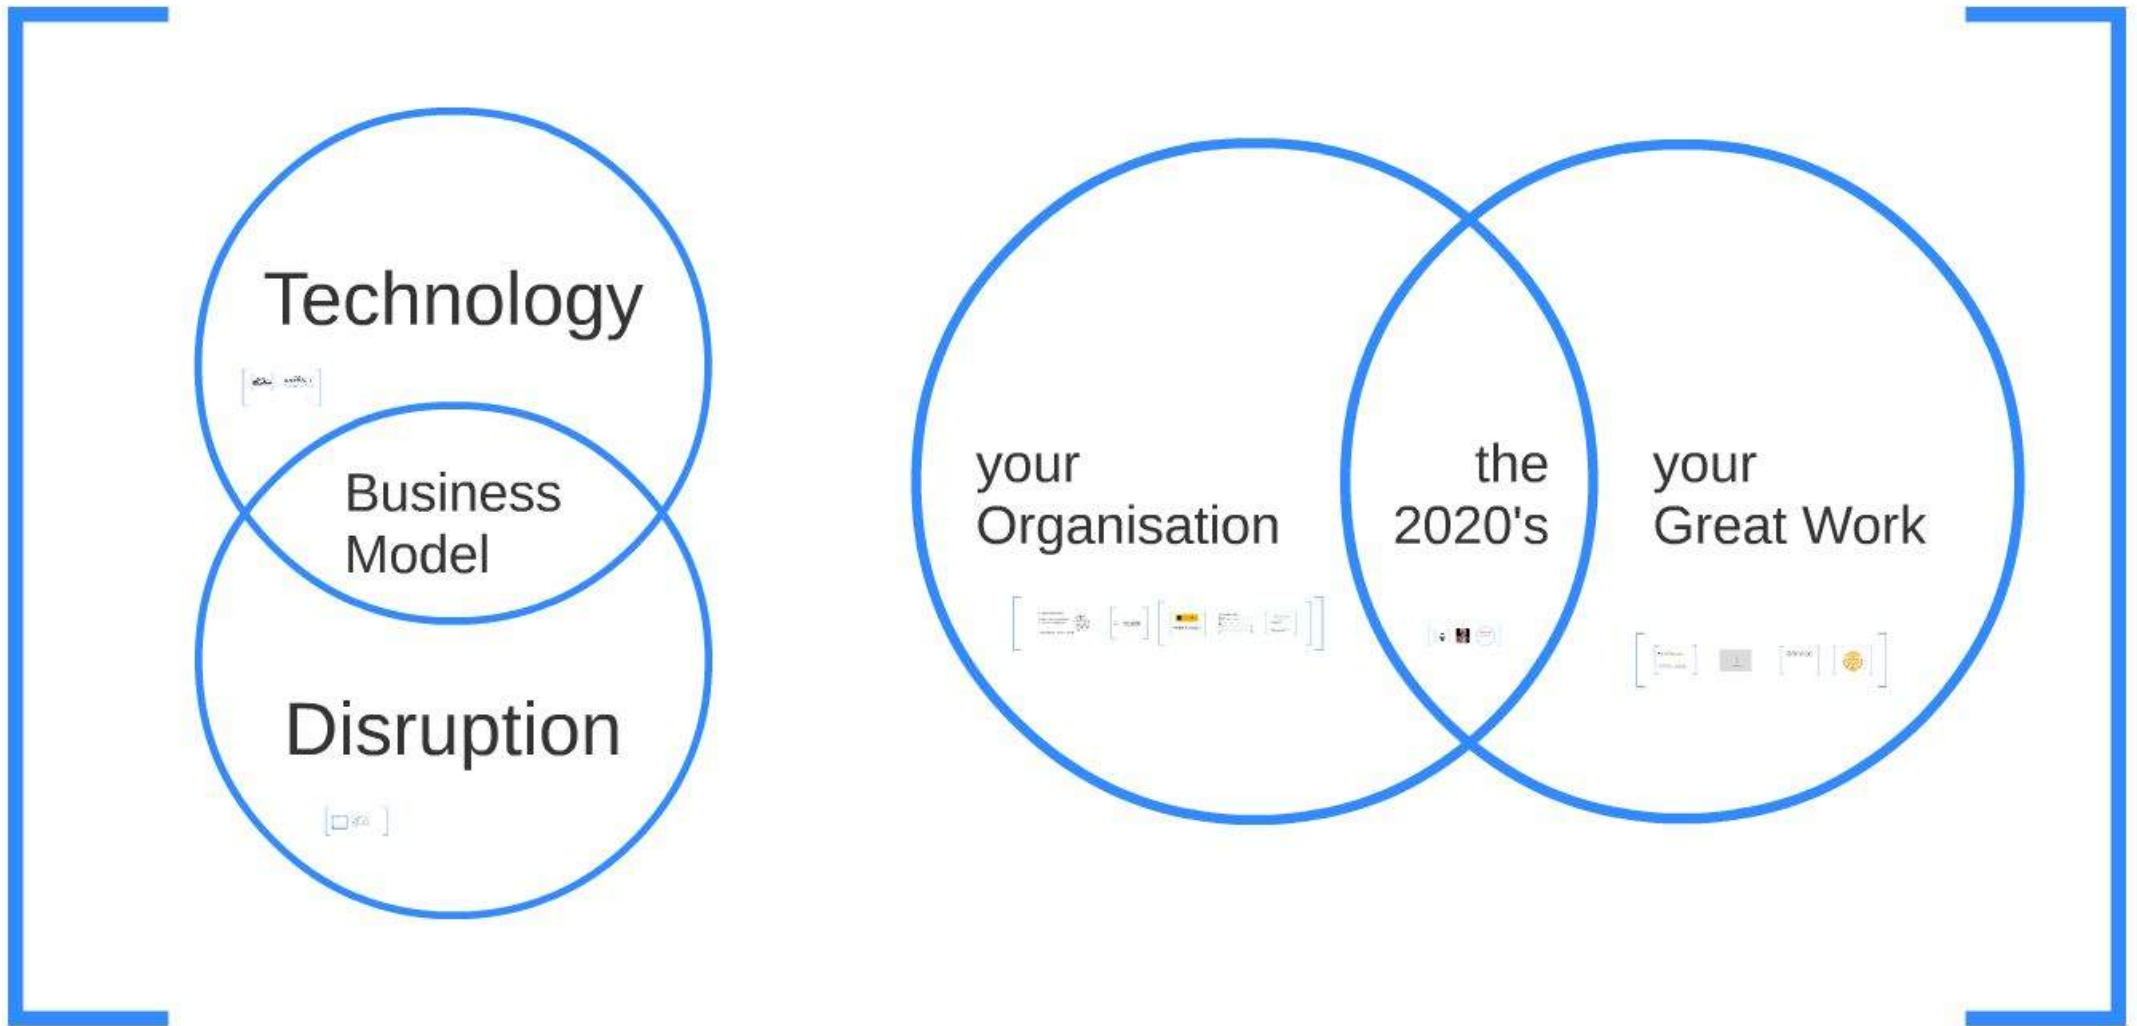 Technology
Business
Model
Disruption
your
Organisation
the
2020's
your
Great Work